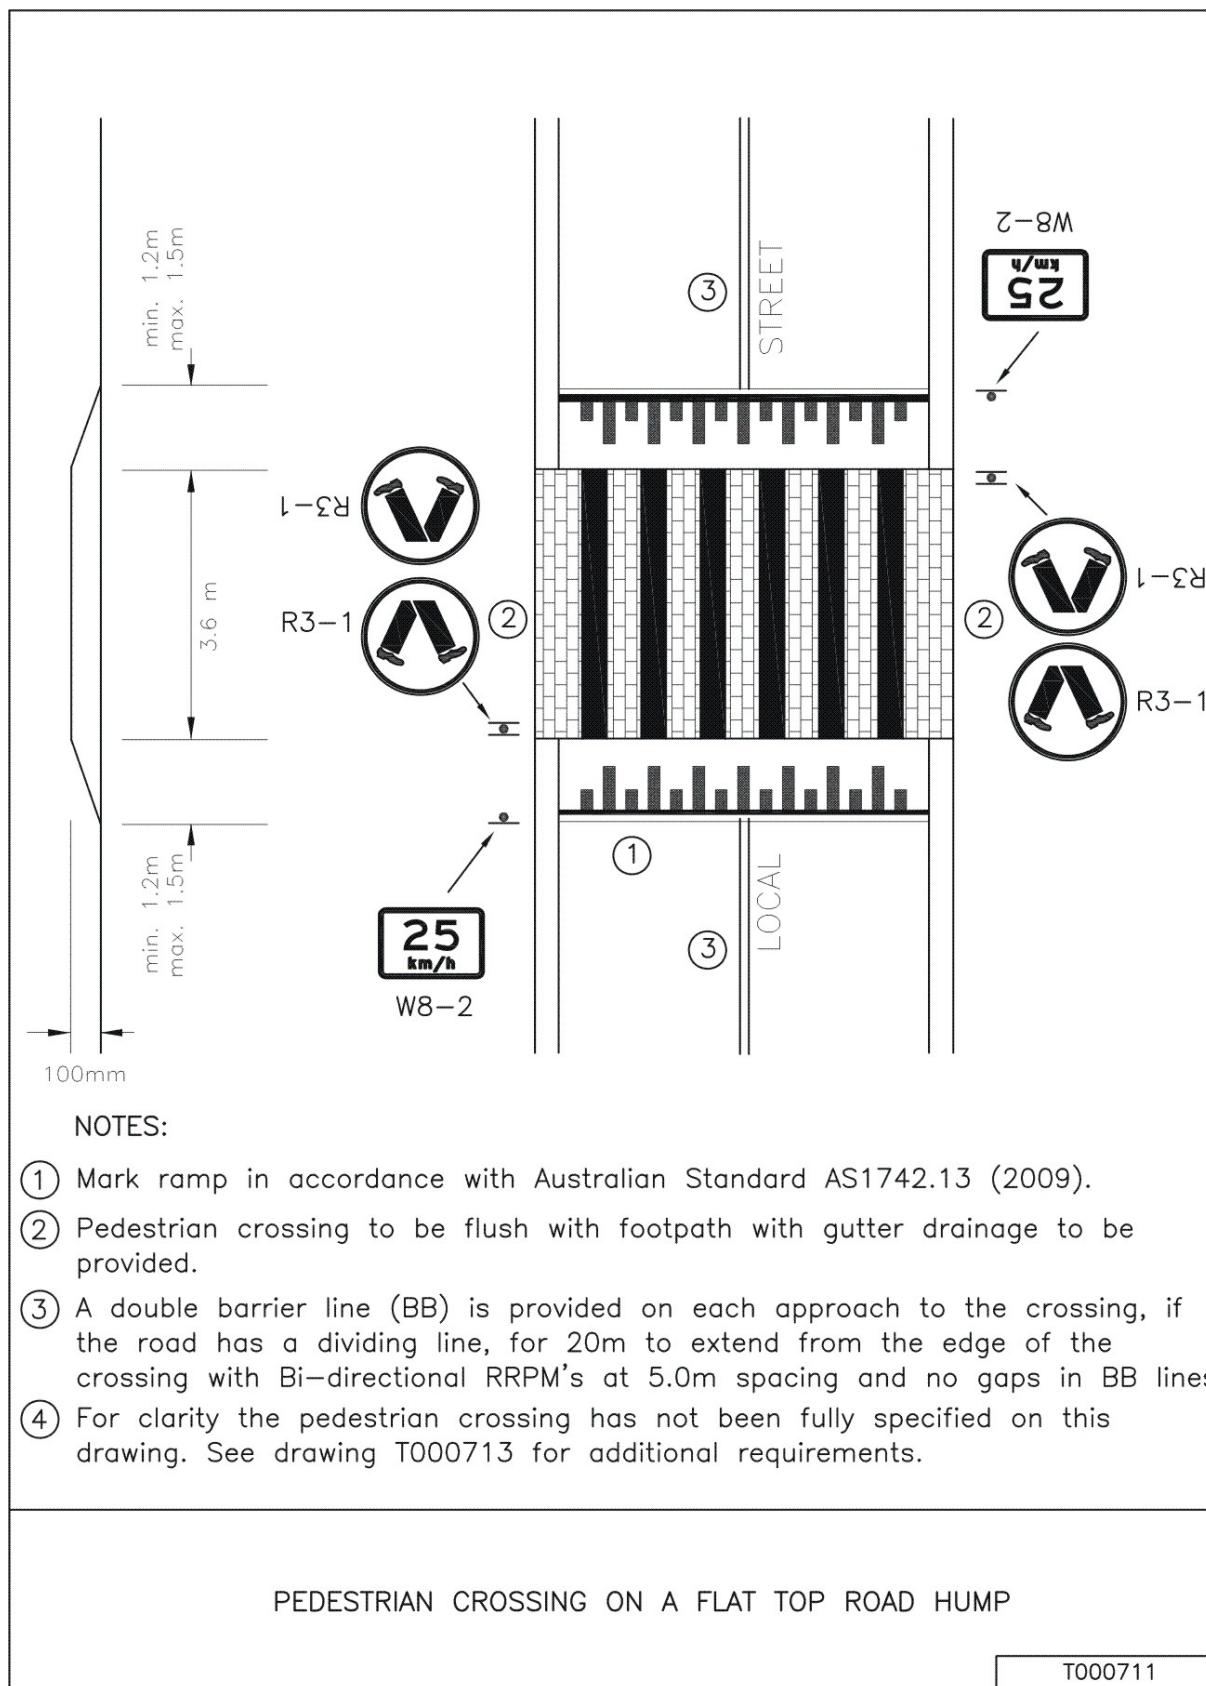 min. 1.2m
max. 1.5m
3.6 m
min. 1.2m
max. 1.5m
100mm
R3-1
R3-1
25
km/h
W8-2
2
3
STREET
1
3
LOCAL
W8-2
25
km/h
2
R3-1
R3-1
NOTES:
1 Mark ramp in accordance with Australian Standard AS1742.13 (2009).
2 Pedestrian crossing to be flush with footpath with gutter drainage to be
provided.
3 A double barrier line (BB) is provided on each approach to the crossing, if
the road has a dividing line, for 20m to extend from the edge of the
crossing with Bi-directional RRPM's at 5.0m spacing and no gaps in BB lines
4 For clarity the pedestrian crossing has not been fully specified on this
drawing. See drawing T000713 for additional requirements.
PEDESTRIAN CROSSING ON A FLAT TOP ROAD HUMP
T000711